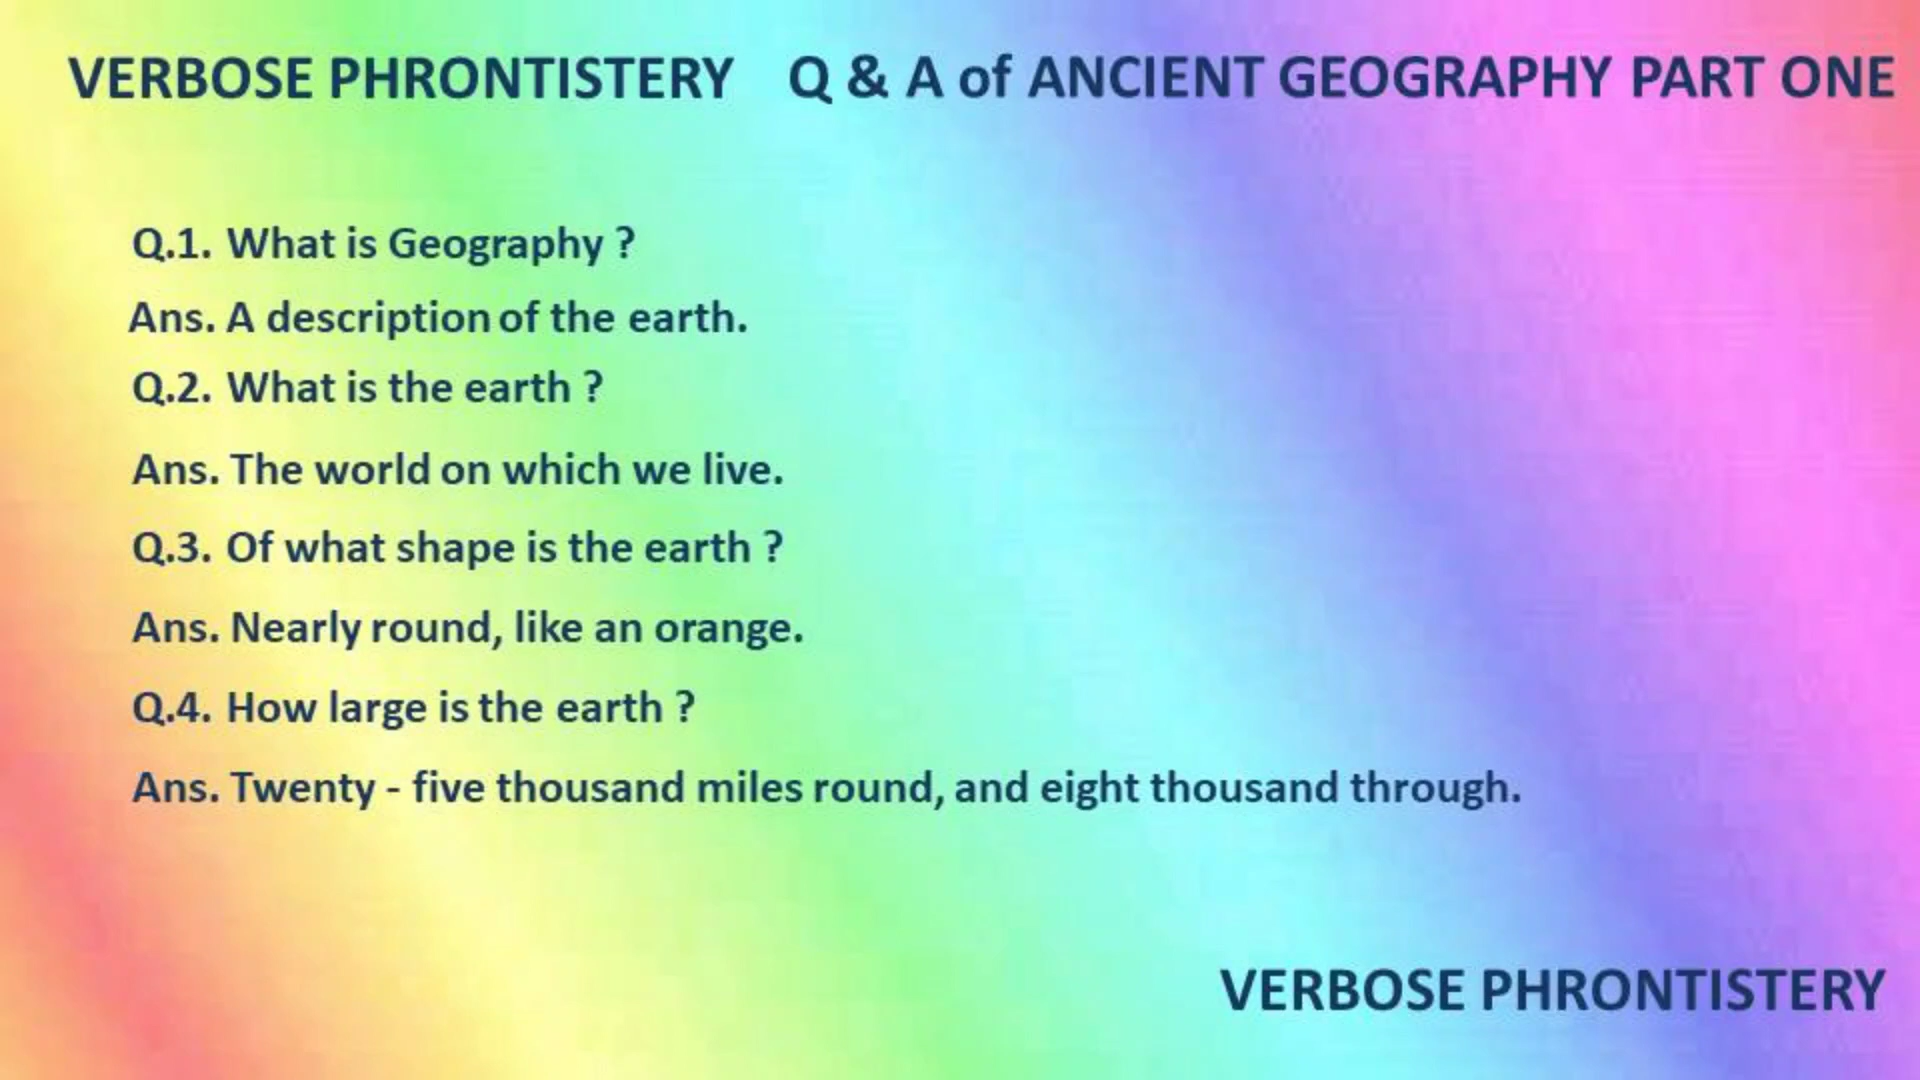 VERBOSE PHRONTISTERY Q & A of ANCIENT GEOGRAPHY PART ONE
Q.1. What is Geography ?
Ans. A description of the earth.
Q.2. What is the earth ?
Ans. The world on which we live.
Q.3. Of what shape is the earth ?
Ans. Nearly round, like an orange.
Q.4. How large is the earth ?
Ans. Twenty - five thousand miles round, and eight thousand through.
VERBOSE PHRONTISTERY